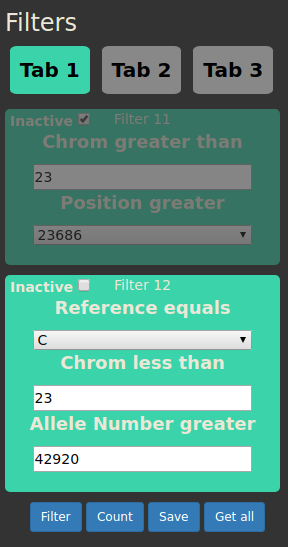 Filters
Tab 1 Tab 2 Tab 3
Inactive Filter 11
Chrom greater than
23
Position greater
23686
Inactive Filter 12
Reference equals
C
Chrom less than
23
Allele Number greater
42920
Filter Count Save Get all